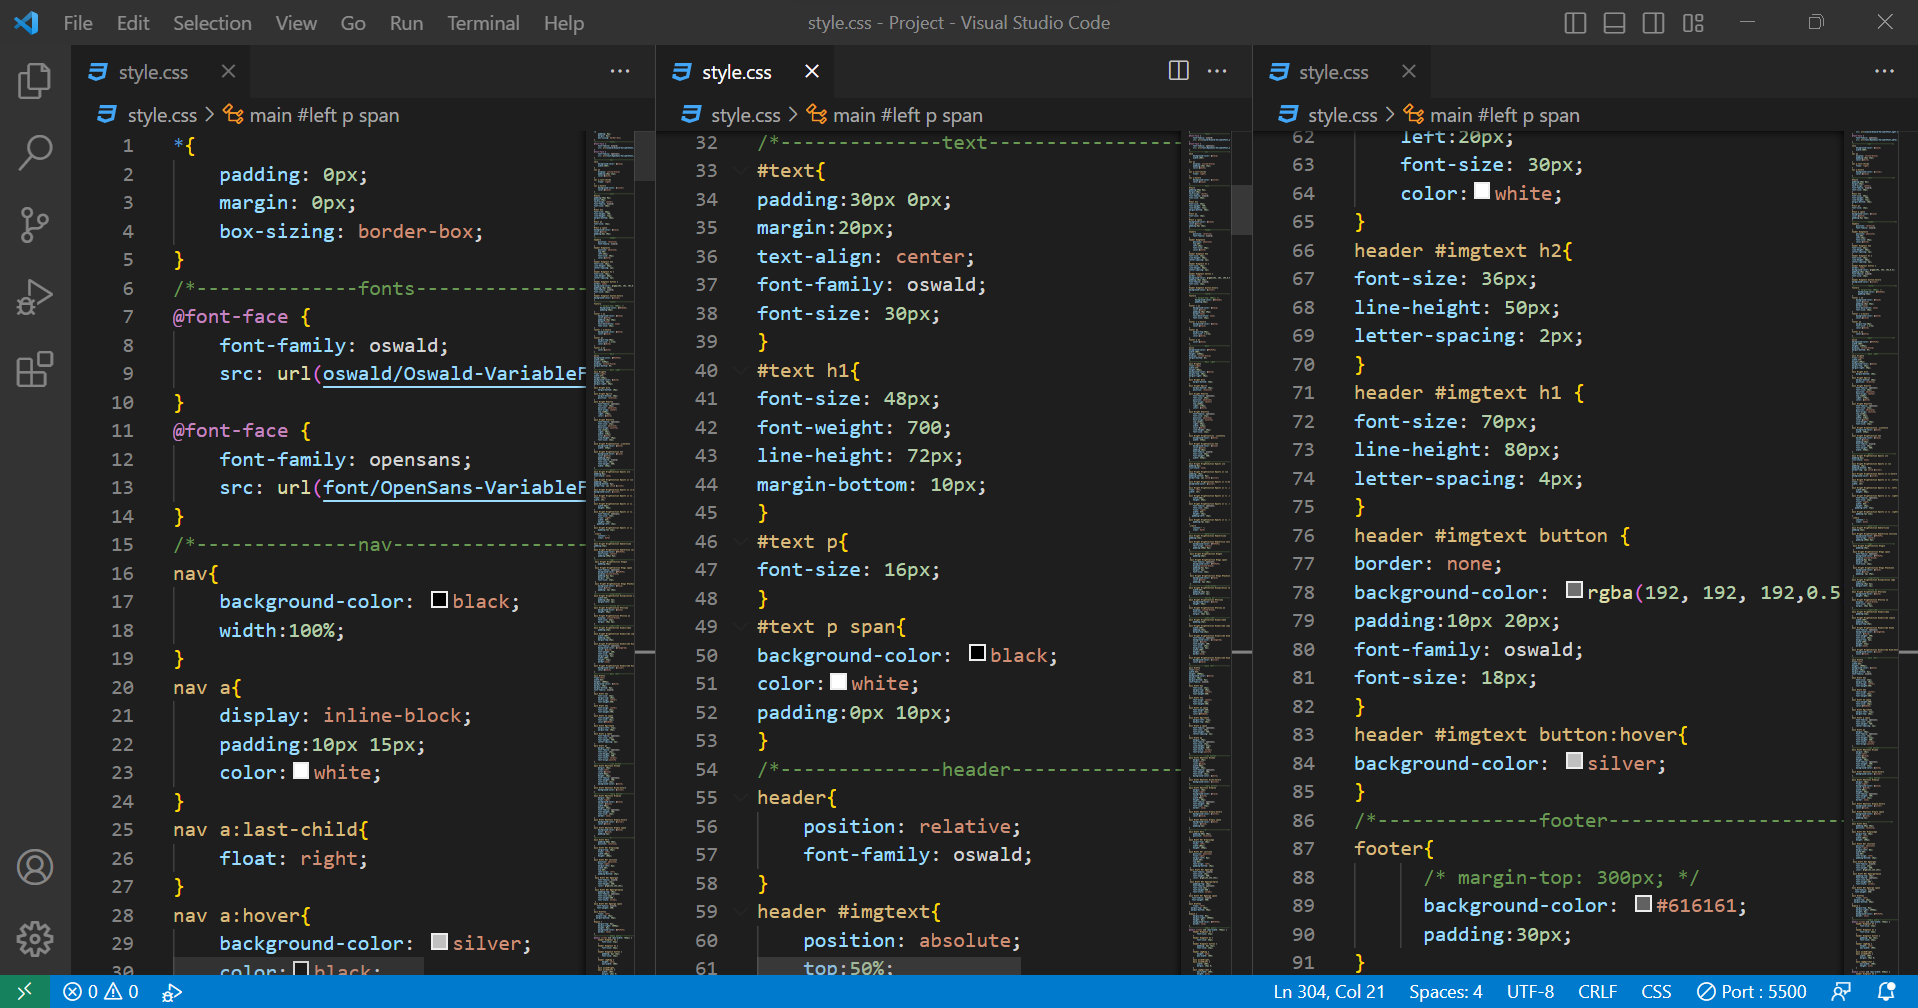 File Edit Selection View Go Run Terminal Help
style.css - Project - Visual Studio Code
style.css
style.css > main #left p span
1 *{
2 padding: 0px;
3 margin: 0px;
4 box-sizing: border-box;
5 }
6 /*--------------fonts---------------
7 @font-face {
8 font-family: oswald;
9 src: url(oswald/Oswald-VariableF
10 }
11 @font-face {
12 font-family: opensans;
13 src: url(font/OpenSans-VariableF
14 }
15 /*--------------nav-----------------
16 nav{
17 background-color: black;
18 width:100%;
19 }
20 nav a{
21 display: inline-block;
22 padding:10px 15px;
23 color: white;
24 }
25 nav a:last-child{
26 float: right;
27 }
28 nav a:hover{
29 background-color: silver;
30 color: black;
style.css
style.css > main #left p span
32 /*--------------text-----------------
33 #text{
34 padding:30px 0px;
35 margin:20px;
36 text-align: center;
37 font-family: oswald;
38 font-size: 30px;
39 }
40 #text h1{
41 font-size: 48px;
42 font-weight: 700;
43 line-height: 72px;
44 margin-bottom: 10px;
45 }
46 #text p{
47 font-size: 16px;
48 }
49 #text p span{
50 background-color: black;
51 color: white;
52 padding:0px 10px;
53 }
54 /*--------------header---------------
55 header{
56 position: relative;
57 font-family: oswald;
58 }
59 header #imgtext{
60 position: absolute;
61 top:50%;
style.css
style.css > main #left p span
62 left:20px;
63 font-size: 30px;
64 color: white;
65 }
66 header #imgtext h2{
67 font-size: 36px;
68 line-height: 50px;
69 letter-spacing: 2px;
70 }
71 header #imgtext h1 {
72 font-size: 70px;
73 line-height: 80px;
74 letter-spacing: 4px;
75 }
76 header #imgtext button {
77 border: none;
78 background-color: rgba(192, 192, 192,0.5
79 padding:10px 20px;
80 font-family: oswald;
81 font-size: 18px;
82 }
83 header #imgtext button:hover{
84 background-color: silver;
85 }
86 /*--------------footer---------------------
87 footer{
88 /* margin-top: 300px; */
89 background-color: #616161;
90 padding:30px;
91 }
0 0
Ln 304, Col 21 Spaces: 4 UTF-8 CRLF CSS Port : 5500